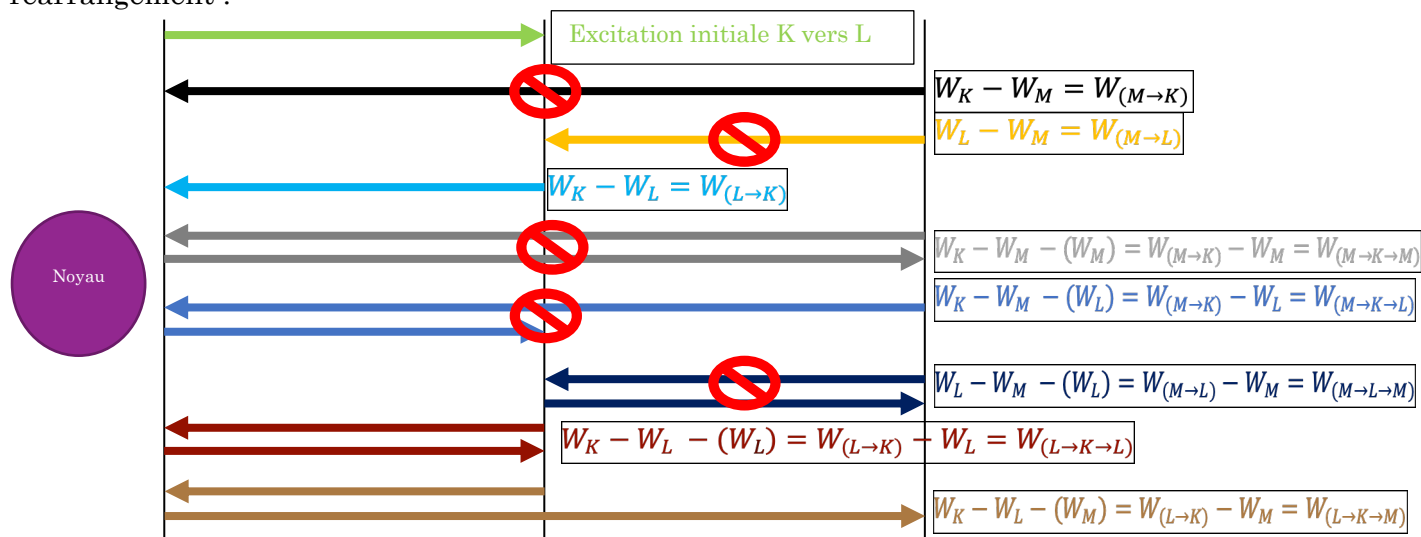 réarrangement :
Excitation initiale K vers L
W_K − W_M = W_(M→K)
W_L − W_M = W_(M→L)
W_K − W_L = W_(L→K)
W_K − W_M − (W_M) = W_(M→K) − W_M = W_(M→K→M)
Noyau
W_K − W_M − (W_L) = W_(M→K) − W_L = W_(M→K→L)
W_L − W_M − (W_L) = W_(M→L) − W_M = W_(M→L→M)
W_K − W_L − (W_L) = W_(L→K) − W_L = W_(L→K→L)
W_K − W_L − (W_M) = W_(L→K) − W_M = W_(L→K→M)